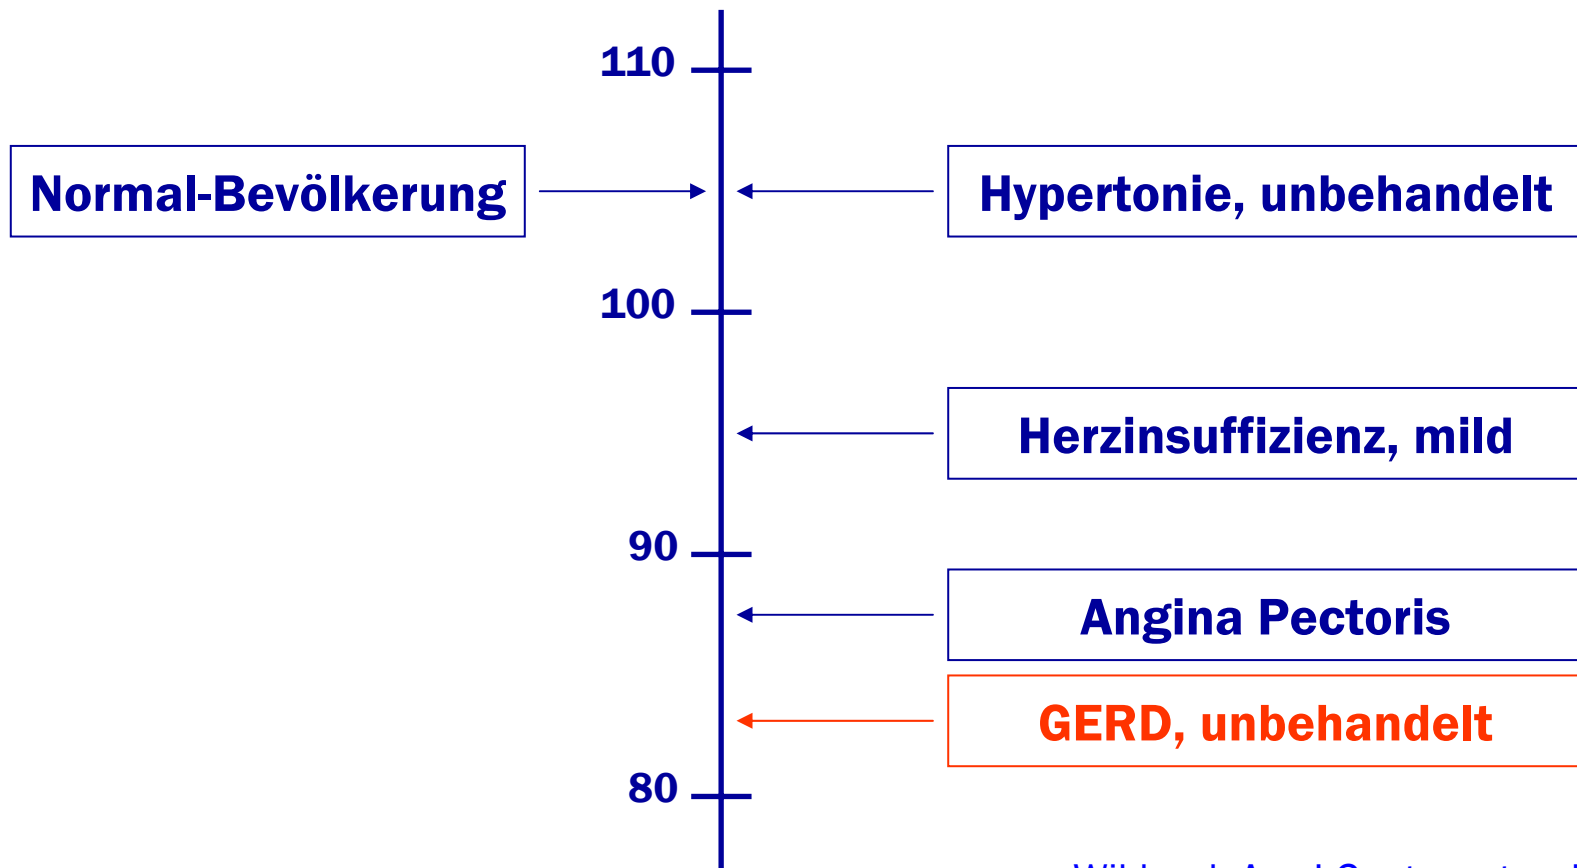 110
Normal-Bevölkerung
Hypertonie, unbehandelt
100
Herzinsuffizienz, mild
90
Angina Pectoris
GERD, unbehandelt
80